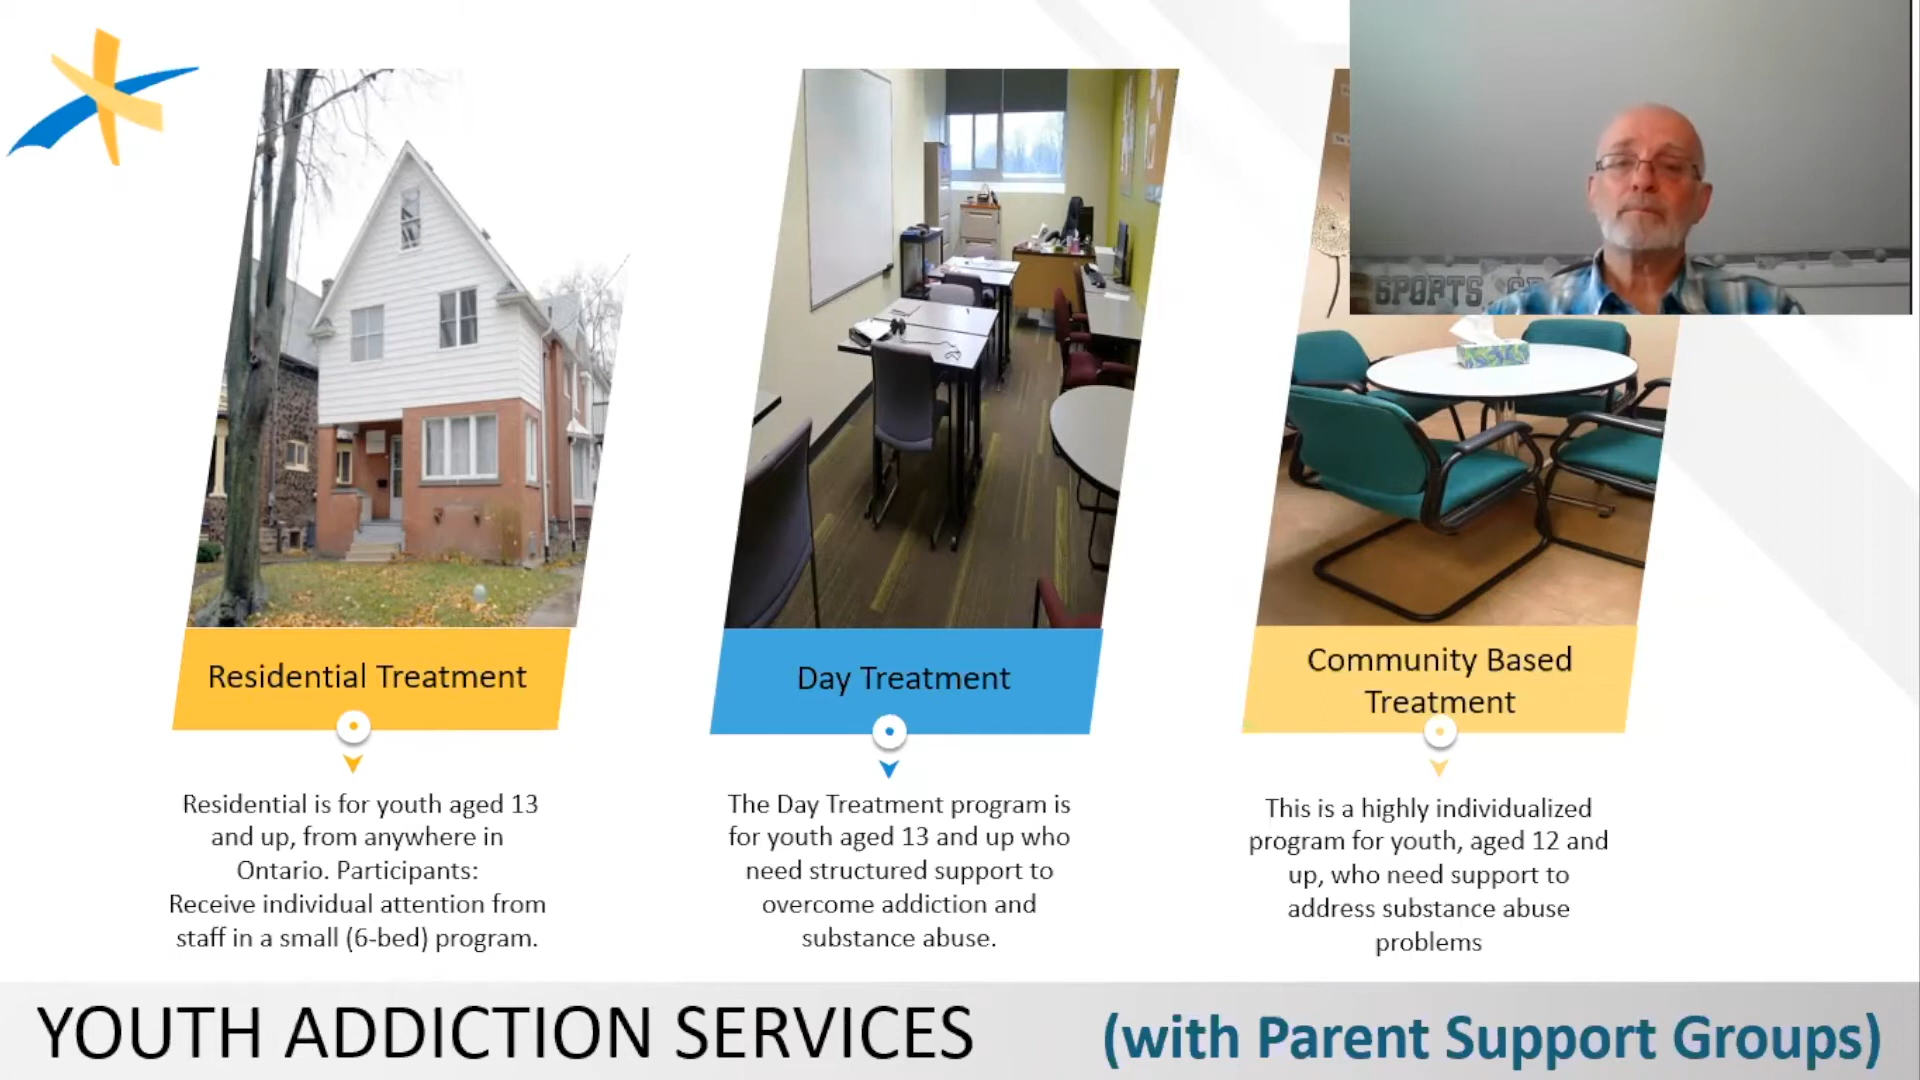 SPORTS
Residential Treatment
Residential is for youth aged 13
and up, from anywhere in
Ontario. Participants:
Receive individual attention from
staff in a small (6-bed) program.
Day Treatment
The Day Treatment program is
for youth aged 13 and up who
need structured support to
overcome addiction and
substance abuse.
Community Based
Treatment
This is a highly individualized
program for youth, aged 12 and
up, who need support to
address substance abuse
problems
YOUTH ADDICTION SERVICES (with Parent Support Groups)